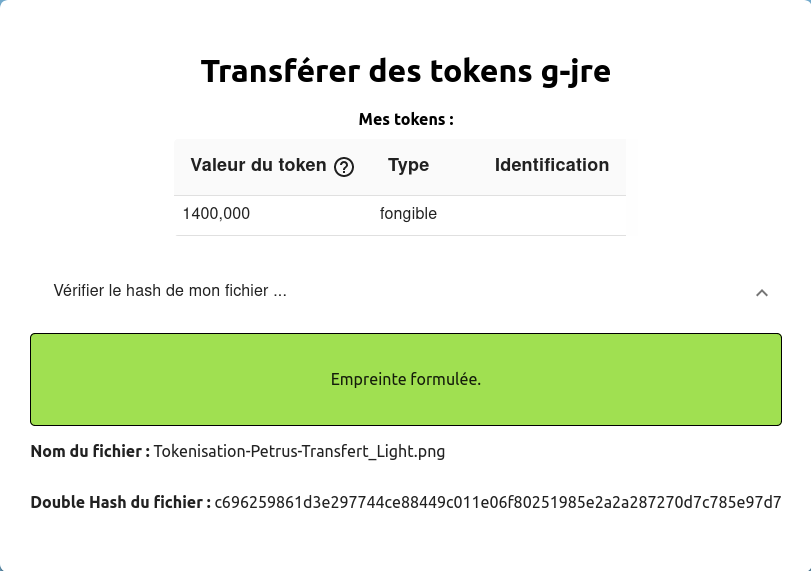 Transférer des tokens g-jre
Mes tokens :
Valeur du token ? Type Identification
1400,000 fongible
Vérifier le hash de mon fichier ...
Empreinte formulée.
Nom du fichier : Tokenisation-Petrus-Transfert_Light.png
Double Hash du fichier : c696259861d3e297744ce88449c011e06f80251985e2a2a287270d7c785e97d7